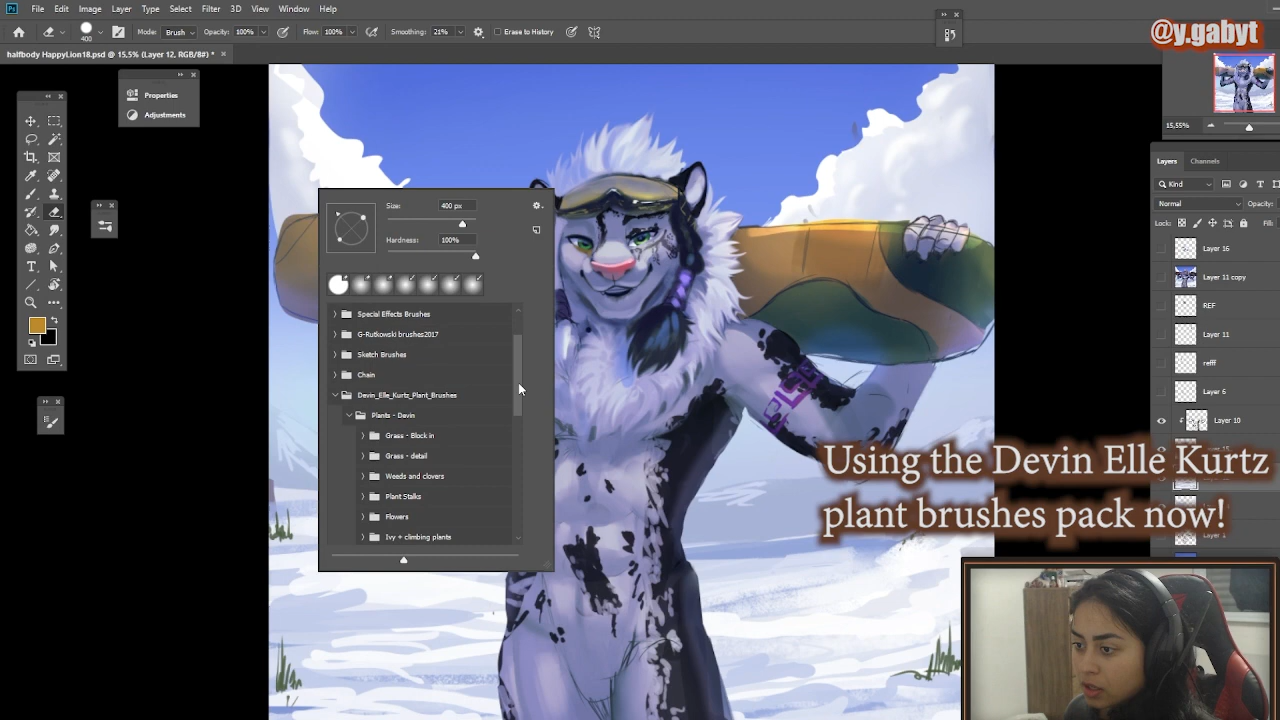 File Edit Image Layer Type Select Filter 3D View Window Help
400 Mode: Brush Opacity: 100% Flow: 100% Smoothing: 21% Erase to History
@y.gabyt
halfbody HappyLion18.psd @ 15,5% (Layer 12, RGB/8#) *
Properties
Adjustments
15,55%
Layers Channels
Kind
Normal Opacity:
Lock: Fill:
Layer 16
Layer 11 copy
REF
Layer 11
refff
Layer 6
Layer 10
Layer 1
Size: 400 px
Hardness: 100%
Special Effects Brushes
G-Rutkowski brushes2017
Sketch Brushes
Chain
Devin_Elle_Kurtz_Plant_Brushes
Plants - Devin
Grass - Block in
Grass - detail
Weeds and clovers
Plant Stalks
Flowers
Ivy + climbing plants
Using the Devin Elle Kurtz
plant brushes pack now!